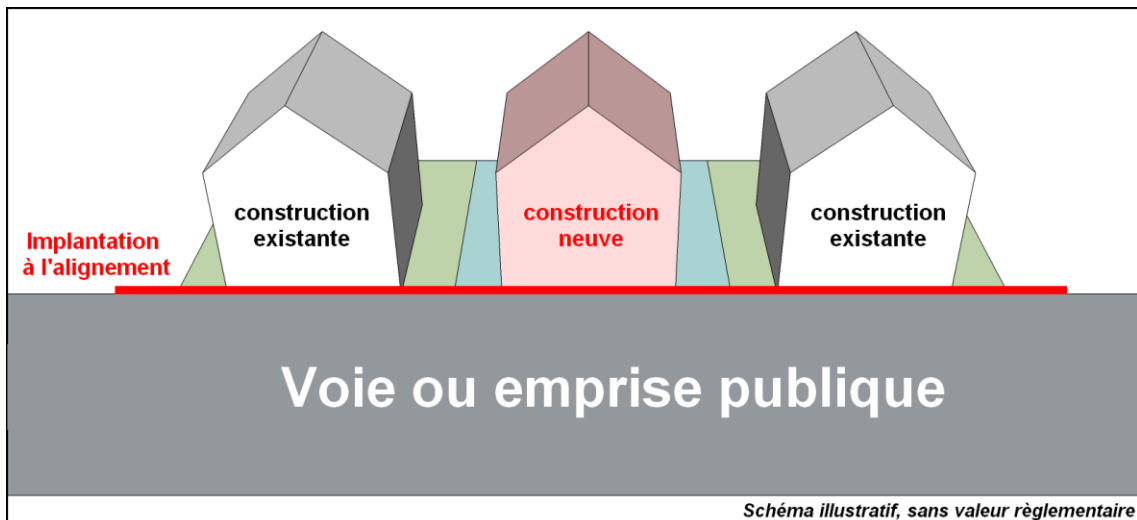 construction
existante
construction
neuve
construction
existante
Implantation
à l'alignement
Voie ou emprise publique
Schéma illustratif, sans valeur règlementaire